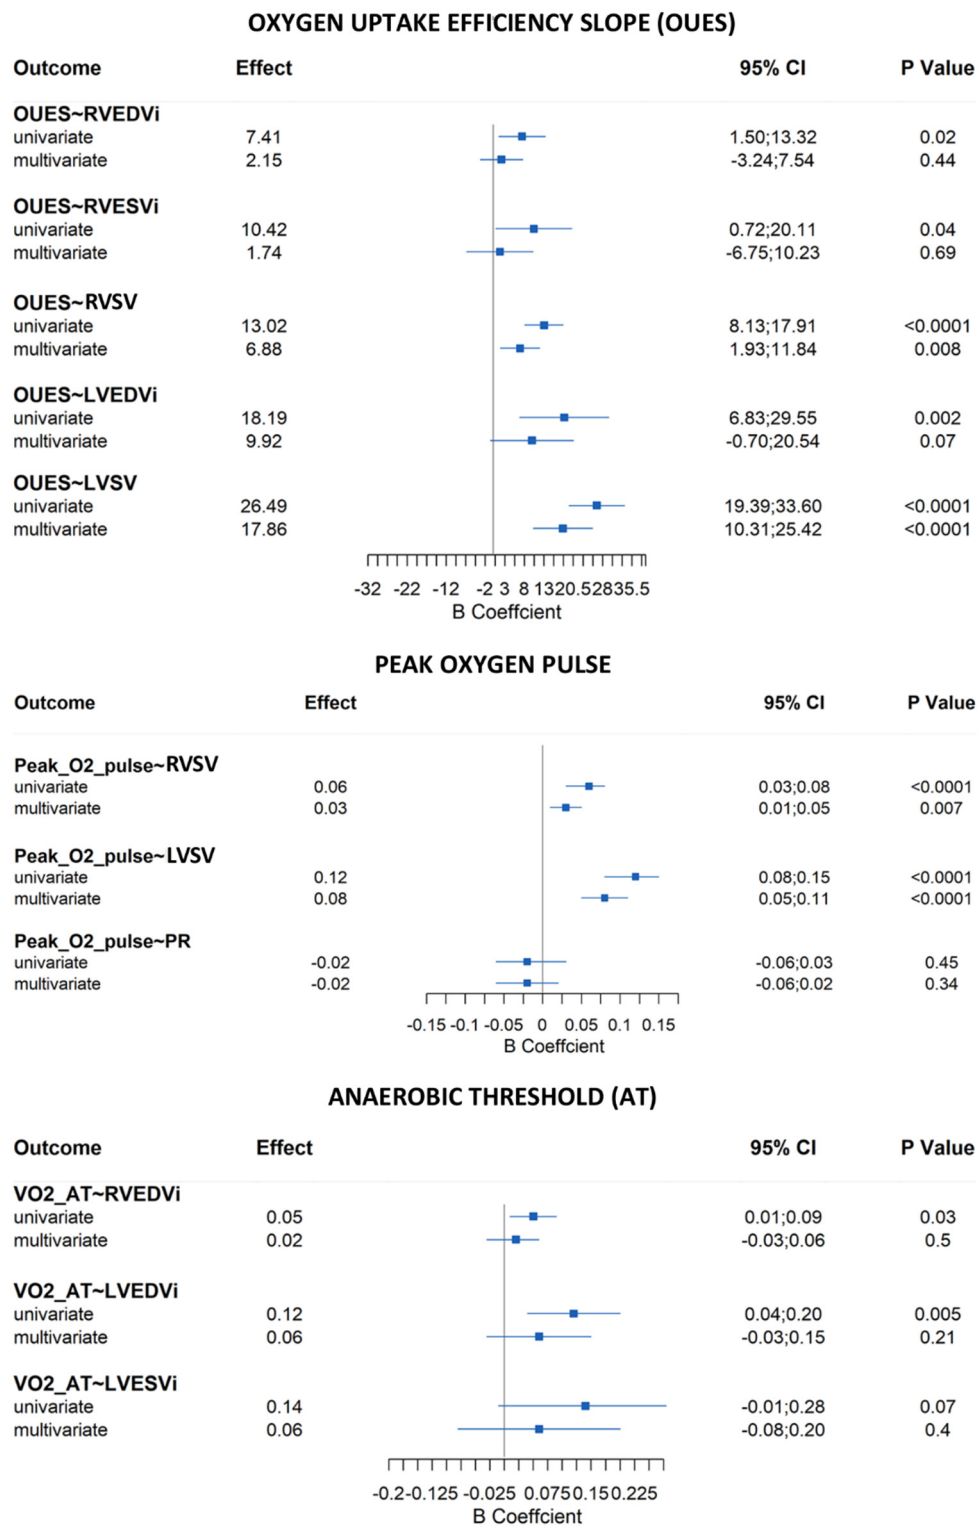 OXYGEN UPTAKE EFFICIENCY SLOPE (OUES)
Outcome Effect 95% CI P Value
OUES~RVEDVi
univariate 7.41 1.50;13.32 0.02
multivariate 2.15 -3.24;7.54 0.44
OUES~RVESVi
univariate 10.42 0.72;20.11 0.04
multivariate 1.74 -6.75;10.23 0.69
OUES~RVSV
univariate 13.02 8.13;17.91 <0.0001
multivariate 6.88 1.93;11.84 0.008
OUES~LVEDVi
univariate 18.19 6.83;29.55 0.002
multivariate 9.92 -0.70;20.54 0.07
OUES~LVSV
univariate 26.49 19.39;33.60 <0.0001
multivariate 17.86 10.31;25.42 <0.0001
-32 -22 -12 -2 3 8 1320.52835.5
B Coeffcient
PEAK OXYGEN PULSE
Outcome Effect 95% CI P Value
Peak_O2_pulse~RVSV
univariate 0.06 0.03;0.08 <0.0001
multivariate 0.03 0.01;0.05 0.007
Peak_O2_pulse~LVSV
univariate 0.12 0.08;0.15 <0.0001
multivariate 0.08 0.05;0.11 <0.0001
Peak_O2_pulse~PR
univariate -0.02 -0.06;0.03 0.45
multivariate -0.02 -0.06;0.02 0.34
-0.15 -0.1 -0.05 0 0.05 0.1 0.15
B Coeffcient
ANAEROBIC THRESHOLD (AT)
Outcome Effect 95% CI P Value
VO2_AT~RVEDVi
univariate 0.05 0.01;0.09 0.03
multivariate 0.02 -0.03;0.06 0.5
VO2_AT~LVEDVi
univariate 0.12 0.04;0.20 0.005
multivariate 0.06 -0.03;0.15 0.21
VO2_AT~LVESVi
univariate 0.14 -0.01;0.28 0.07
multivariate 0.06 -0.08;0.20 0.4
-0.2-0.125 -0.025 0.0750.150.225
B Coeffcient